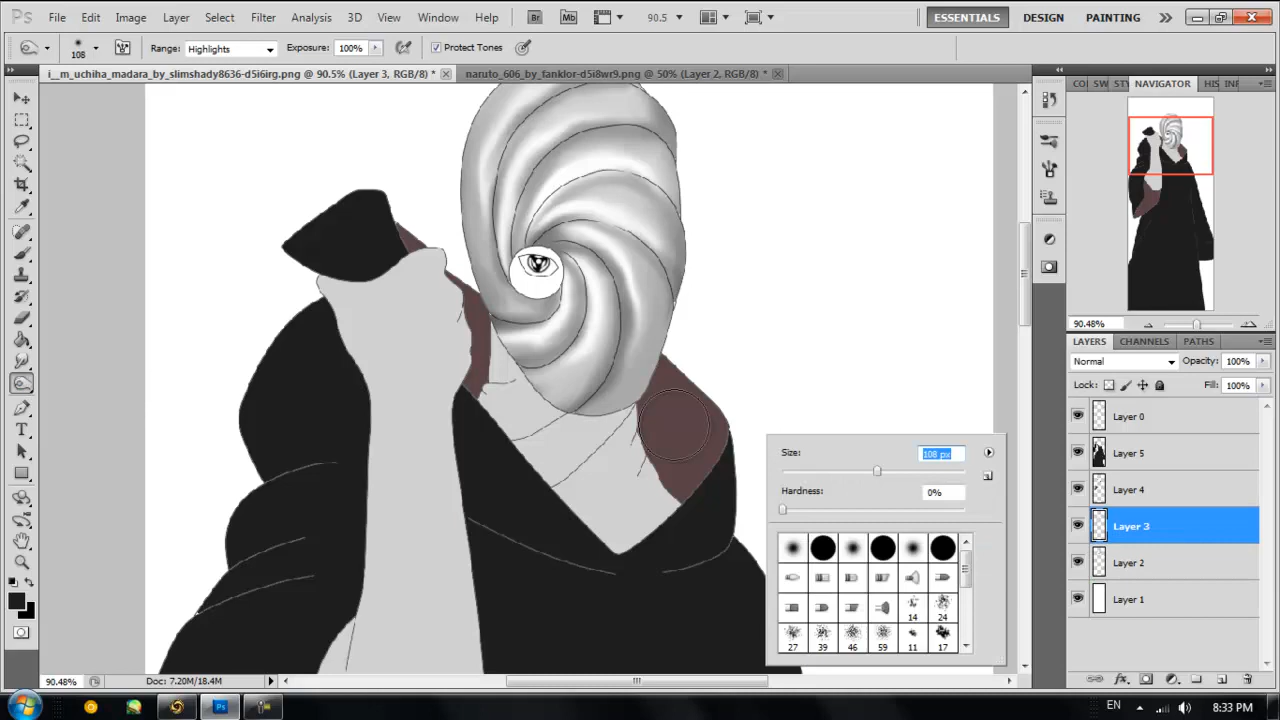 Ps File Edit Image Layer Select Filter Analysis 3D View Window Help Br Mb 90.5 ESSENTIALS DESIGN PAINTING
108 Range: Highlights Exposure: 100% Protect Tones
i__m_uchiha_madara_by_slimshady8636-d5i6irg.png @ 90.5% (Layer 3, RGB/8) * naruto_606_by_fanklor-d5i8wr9.png @ 50% (Layer 2, RGB/8) *
CO SW STY NAVIGATOR HIS INF
90.48%
LAYERS CHANNELS PATHS
Normal Opacity: 100%
Lock: Fill: 100%
Layer 0
Layer 5
Layer 4
Layer 3
Layer 2
Layer 1
Size: 108 px
Hardness: 0%
14 24
27 39 46 59 11 17
90.48% Doc: 7.20M/18.4M
EN 8:33 PM